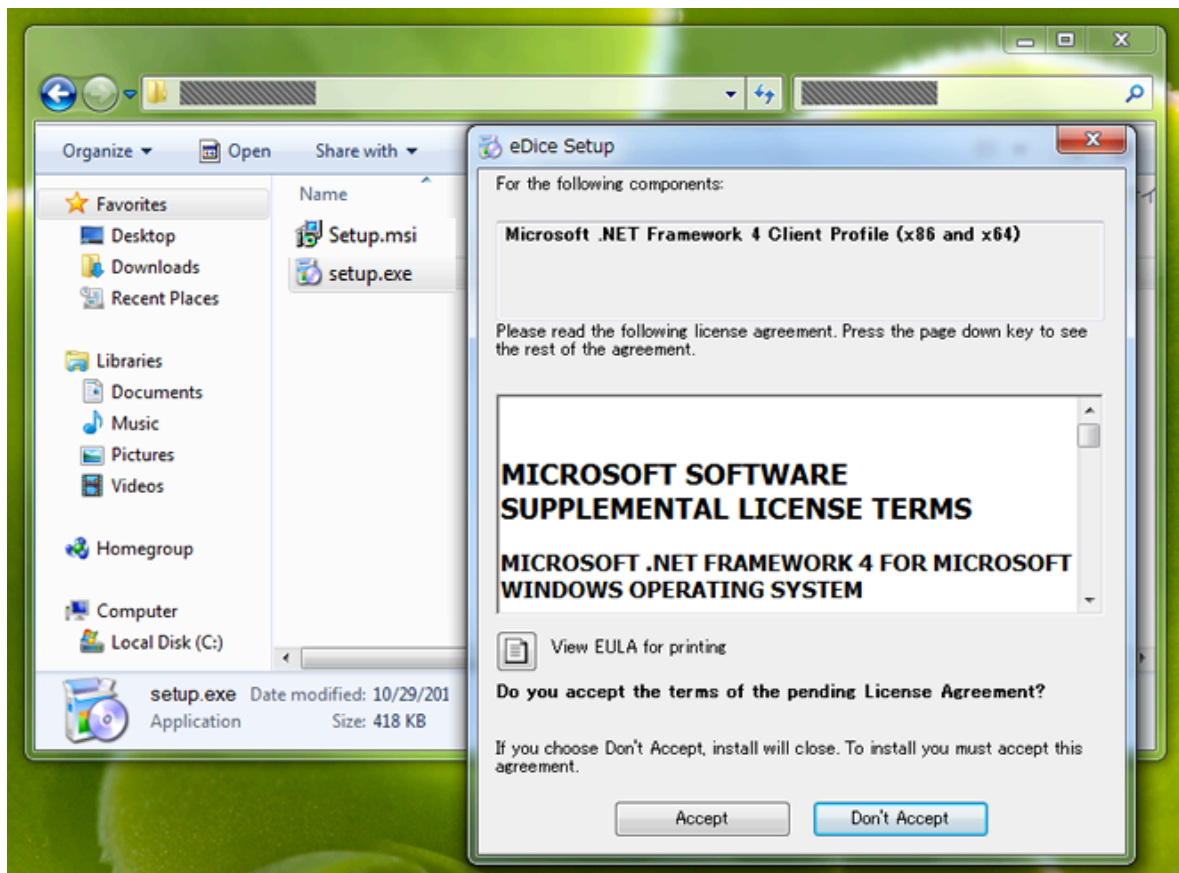 Organize
Open
Share with
Favorites
Desktop
Downloads
Recent Places
Libraries
Documents
Music
Pictures
Videos
Homegroup
Computer
Local Disk (C:)
Name
Setup.msi
setup.exe
setup.exe Date modified: 10/29/201
Application Size: 418 KB
eDice Setup
For the following components:
Microsoft .NET Framework 4 Client Profile (x86 and x64)
Please read the following license agreement. Press the page down key to see
the rest of the agreement.
MICROSOFT SOFTWARE
SUPPLEMENTAL LICENSE TERMS
MICROSOFT .NET FRAMEWORK 4 FOR MICROSOFT
WINDOWS OPERATING SYSTEM
View EULA for printing
Do you accept the terms of the pending License Agreement?
If you choose Don't Accept, install will close. To install you must accept this
agreement.
Accept
Don't Accept